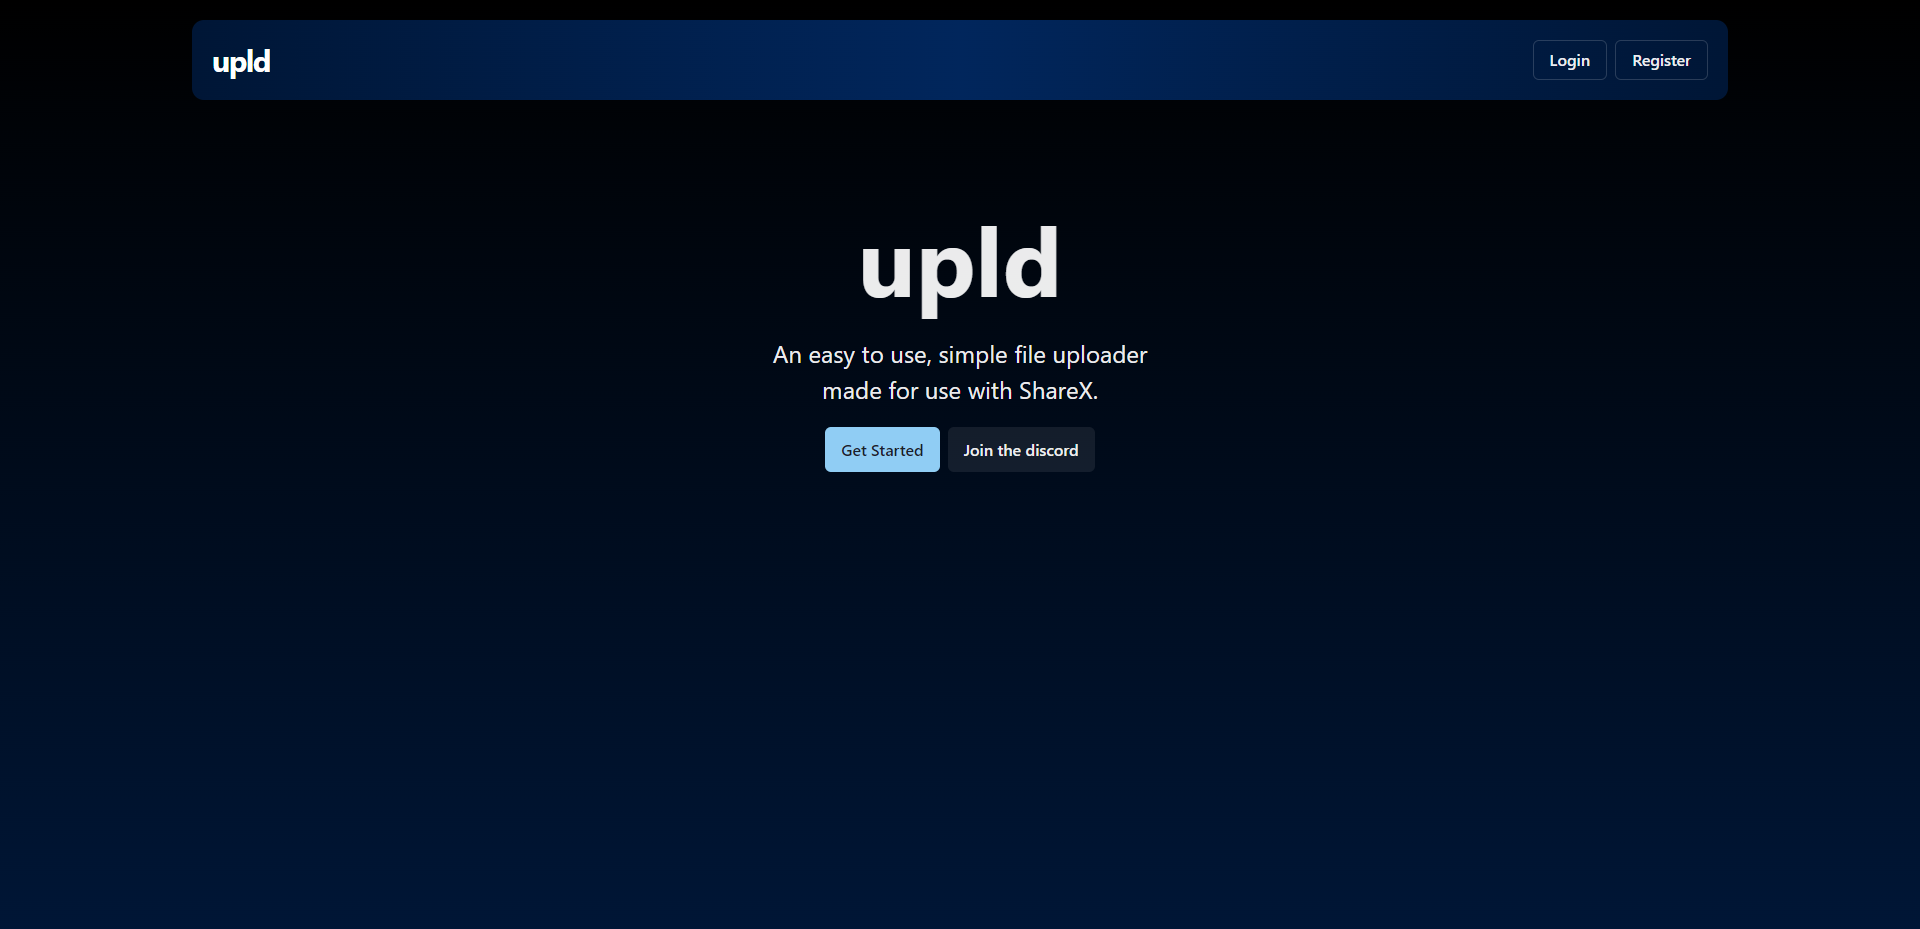 upld
Login
Register
upld
An easy to use, simple file uploader
made for use with ShareX.
Get Started
Join the discord